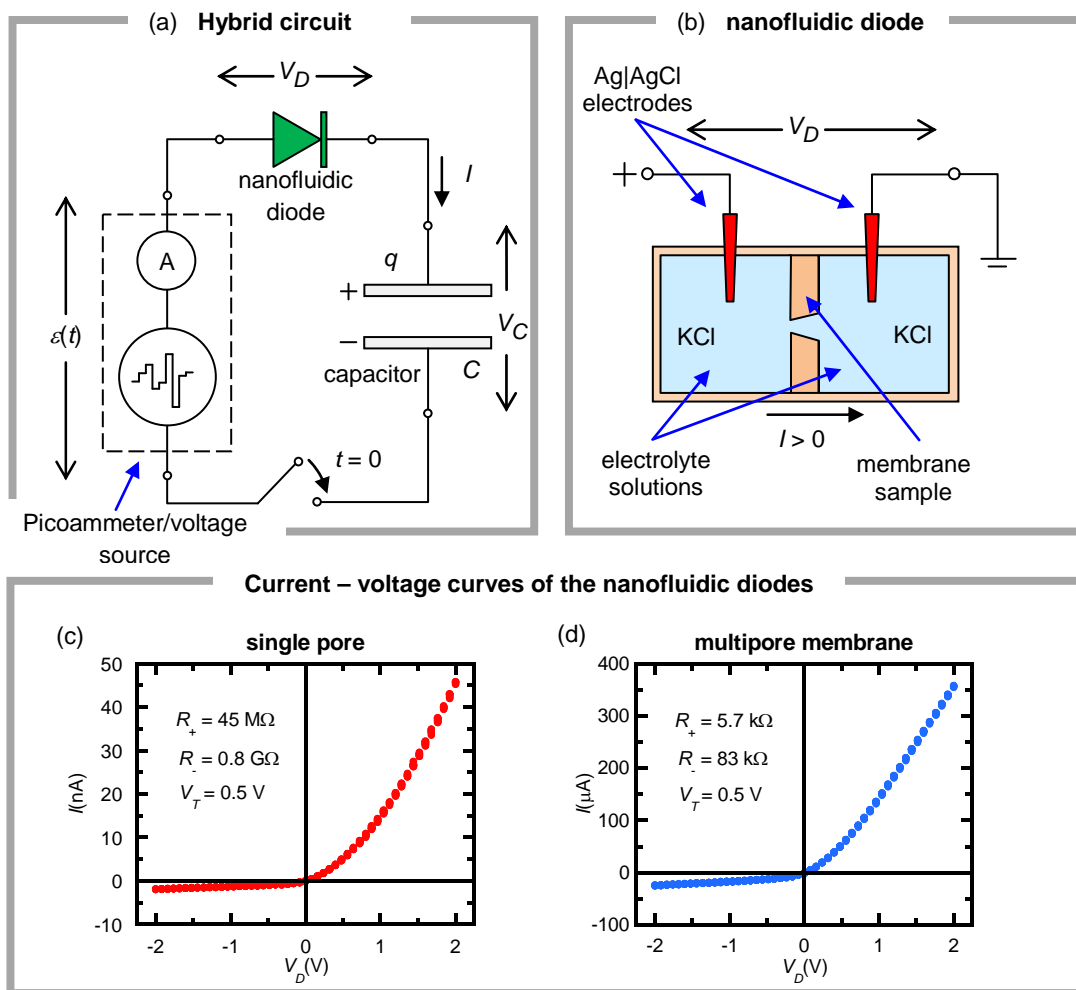 (a) Hybrid circuit
V_D
nanofluidic
diode
I
A
ε(t)
q
+
−
V_C
capacitor
C
t = 0
Picoammeter/voltage
source
(b) nanofluidic diode
Ag|AgCl
electrodes
V_D
+
KCl
KCl
I > 0
electrolyte
solutions
membrane
sample
Current – voltage curves of the nanofluidic diodes
(c)
single pore
50
40
30
20
10
0
-10
I(nA)
R_+ = 45 MΩ
R_- = 0.8 GΩ
V_T = 0.5 V
-2 -1 0 1 2
V_D(V)
(d)
multipore membrane
400
300
200
100
0
-100
I(μA)
R_+ = 5.7 kΩ
R_- = 83 kΩ
V_T = 0.5 V
-2 -1 0 1 2
V_D(V)